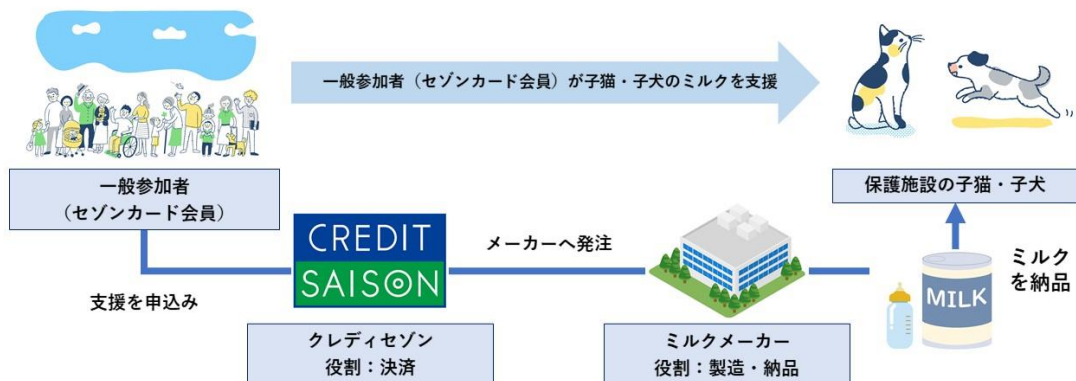 一般参加者（セゾンカード会員）が子猫・子犬のミルクを支援
一般参加者
（セゾンカード会員）
保護施設の子猫・子犬
CREDIT
SAISON
メーカーへ発注
MILK
ミルク
を納品
支援を申込み
クレディセゾン
役割：決済
ミルクメーカー
役割：製造・納品